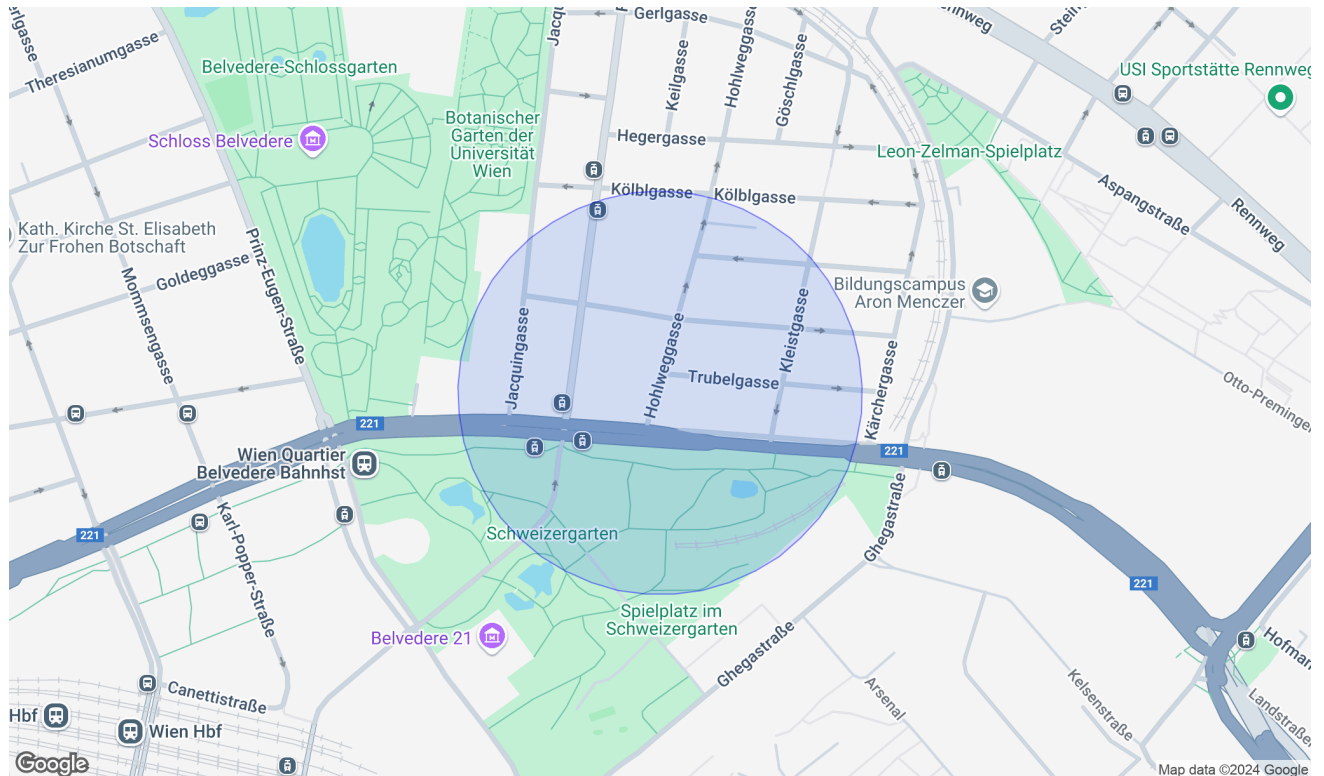 Gerlgasse
Rennweg
Theresianumgasse
Belvedere-Schlossgarten
Keilgasse
Hohlweggasse
Göschlgasse
USI Sportstätte Rennweg
Schloss Belvedere
Botanischer
Garten der
Universität
Wien
Hegergasse
Leon-Zelman-Spielplatz
Kölblgasse
Kölblgasse
Aspangstraße
Rennweg
Kath. Kirche St. Elisabeth
Zur Frohen Botschaft
Goldeggasse
Prinz-Eugen-Straße
Mommsengasse
Bildungscampus
Aron Menczer
Jacquingasse
Hohlweggasse
Kleistgasse
Trubelgasse
Kärchergasse
Otto-Preminger
221
221
Wien Quartier
Belvedere Bahnhst
221
Karl-Popper-Straße
Schweizergarten
Ghegastraße
221
Spielplatz im
Schweizergarten
Belvedere 21
Ghegastraße
Canettistraße
Arsenal
Kelsenstraße
Hofman
Landstraßer
Hbf
Wien Hbf
Google
Map data ©2024 Google